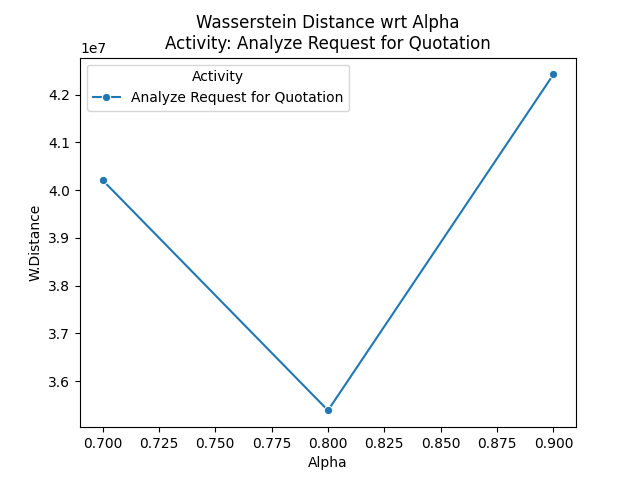 Wasserstein Distance wrt Alpha
Activity: Analyze Request for Quotation
1e7
Activity
Analyze Request for Quotation
4.2
4.1
4.0
3.9
3.8
3.7
3.6
W.Distance
0.700 0.725 0.750 0.775 0.800 0.825 0.850 0.875 0.900
Alpha